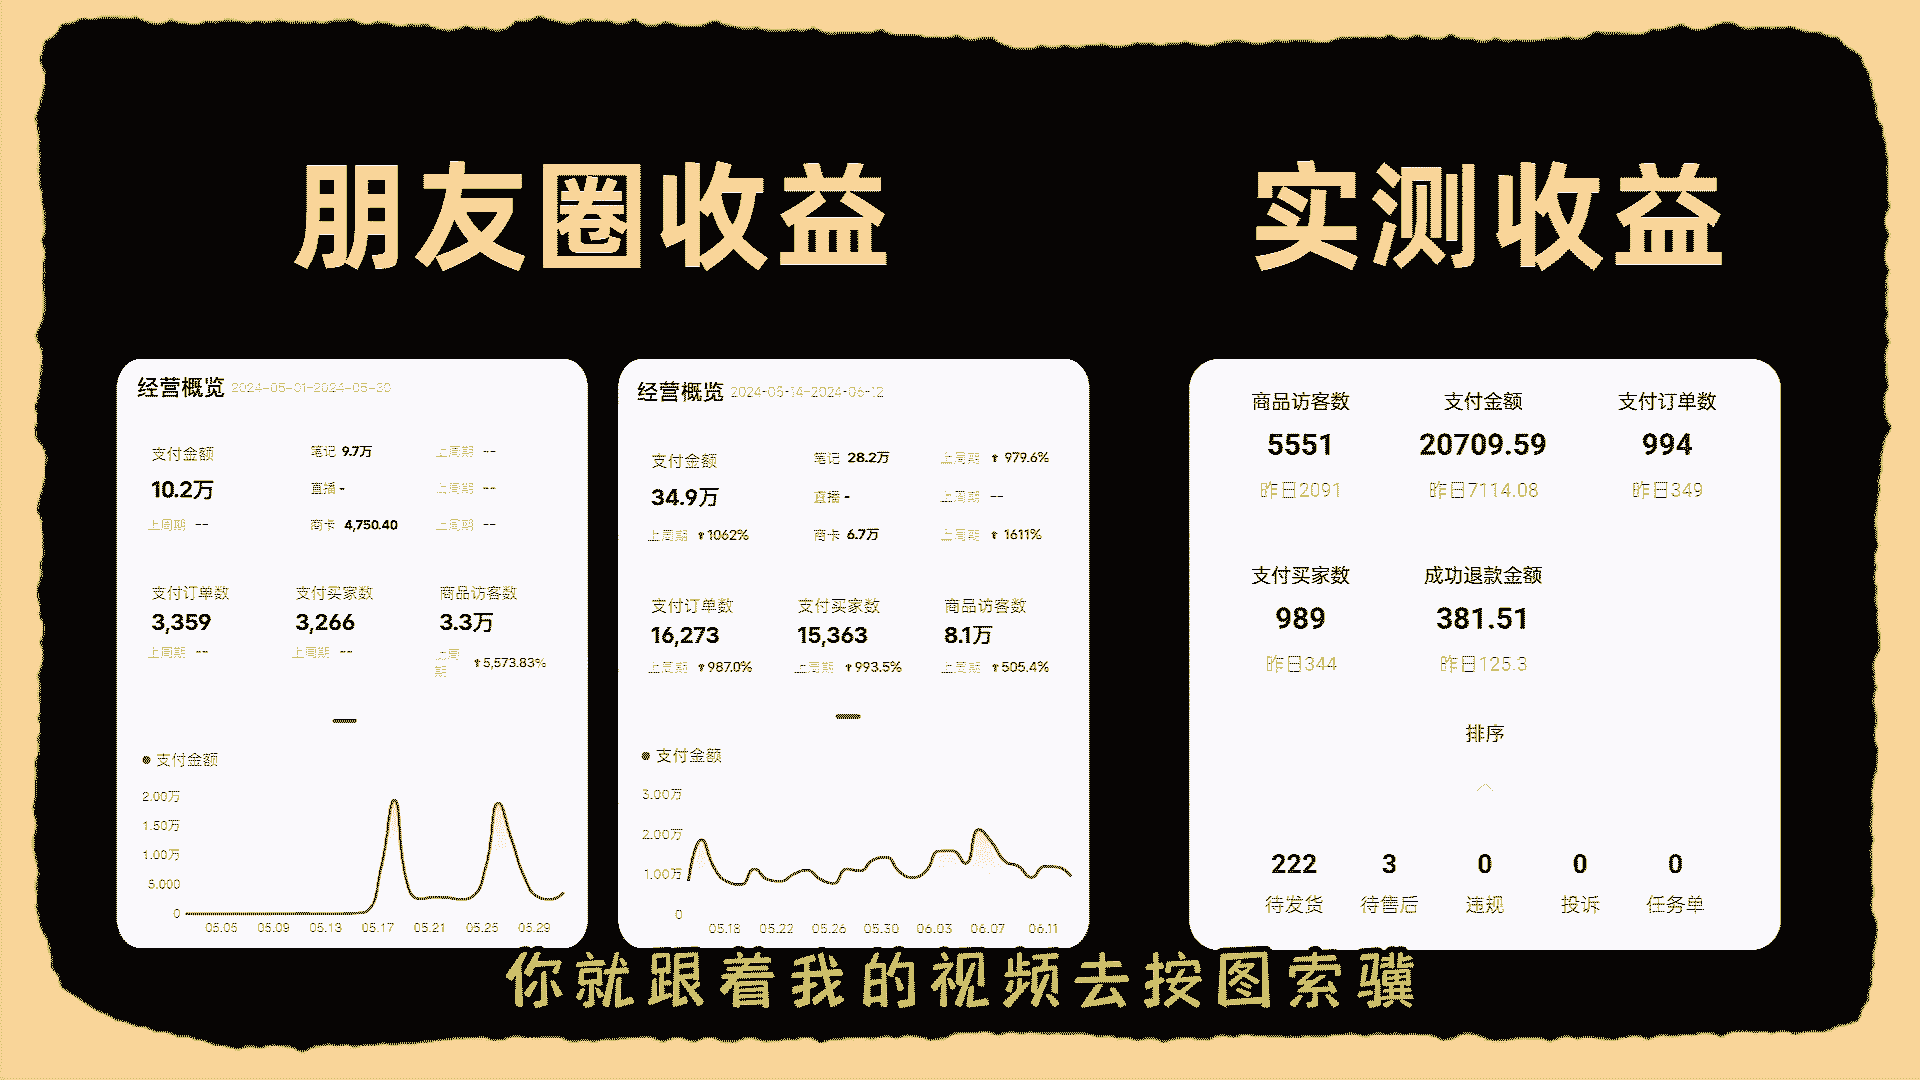 朋友圈收益
实测收益
经营概览 2024-05-01-2024-05-30
支付金额
笔记 9.7万
上周期 --
10.2万
直播 -
上周期 --
上周期 --
商卡 4,750.40
上周期 --
支付订单数
支付买家数
商品访客数
3,359
3,266
3.3万
上周期 --
上周期 --
上周期 5,573.83%
支付金额
2.00万
1.50万
1.00万
5,000
0
05.05 05.09 05.13 05.17 05.21 05.25 05.29
经营概览 2024-05-14-2024-06-12
支付金额
笔记 28.2万
上周期 979.6%
34.9万
直播 -
上周期 --
上周期 1062%
商卡 6.7万
上周期 1611%
支付订单数
支付买家数
商品访客数
16,273
15,363
8.1万
上周期 987.0%
上周期 993.5%
上周期 505.4%
支付金额
3.00万
2.00万
1.00万
0
05.18 05.22 05.26 05.30 06.03 06.07 06.11
商品访客数
支付金额
支付订单数
5551
20709.59
994
昨日2091
昨日7114.08
昨日349
支付买家数
成功退款金额
989
381.51
昨日344
昨日125.3
排序
222
3
0
0
0
待发货
待售后
违规
投诉
任务单
你就跟着我的视频去按图索骥